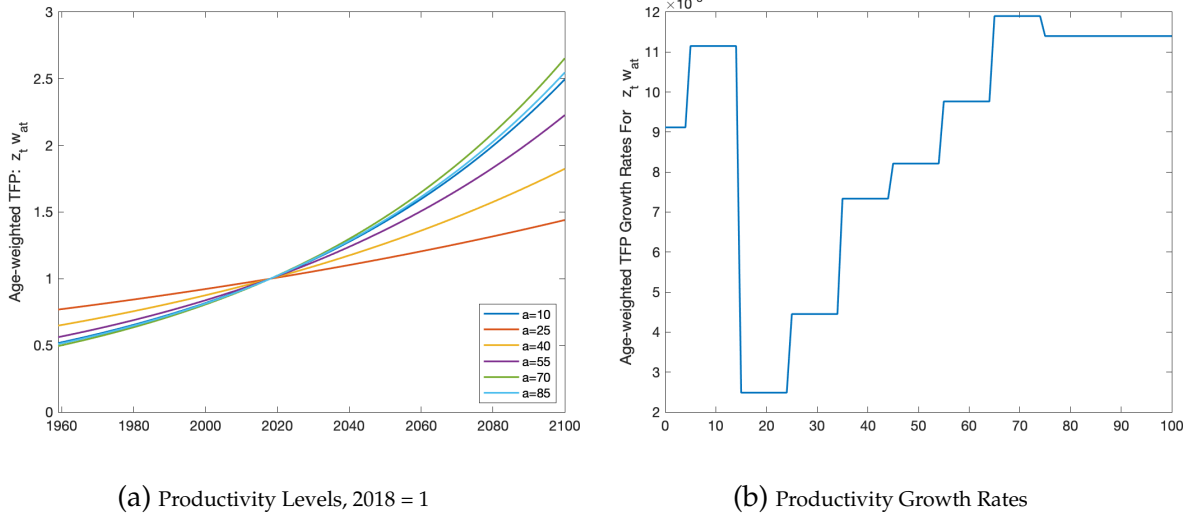 3
2.5
2
1.5
1
0.5
0
Age-weighted TFP: z_t w_at
a=10
a=25
a=40
a=55
a=70
a=85
1960 1980 2000 2020 2040 2060 2080 2100
(a) Productivity Levels, 2018 = 1
12
11
10
9
8
7
6
5
4
3
2
Age-weighted TFP Growth Rates For z_t w_at
0 10 20 30 40 50 60 70 80 90 100
(b) Productivity Growth Rates